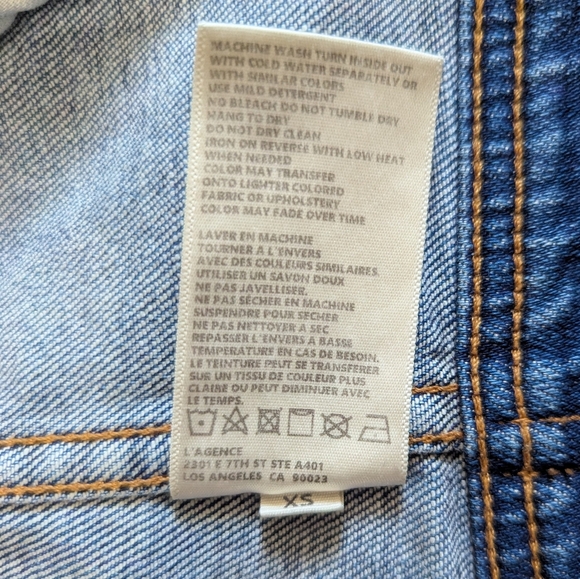 MACHINE WASH TURN INSIDE OUT
WITH COLD WATER SEPARATELY OR
WITH SIMILAR COLORS
USE MILD DETERGENT
NO BLEACH DO NOT TUMBLE DRY
HANG TO DRY
DO NOT DRY CLEAN
IRON ON REVERSE WITH LOW HEAT
WHEN NEEDED
COLOR MAY TRANSFER
ONTO LIGHTER COLORED
FABRIC OR UPHOLSTERY
COLOR MAY FADE OVER TIME
LAVER EN MACHINE
TOURNER A L'ENVERS
AVEC DES COULEURS SIMILAIRES.
UTILISER UN SAVON DOUX
NE PAS JAVELLISER.
NE PAS SÉCHER EN MACHINE
SUSPENDRE POUR SÉCHER
NE PAS NETTOYER A SEC
REPASSER L'ENVERS A BASSE
TEMPERATURE EN CAS DE BESOIN.
LE TEINTURE PEUT SE TRANSFÉRER
SUR UN TISSU DE COULEUR PLUS
CLAIRE OU PEUT DIMINUER AVEC
LE TEMPS.
L'AGENCE
2301 E 7TH ST STE A401
LOS ANGELES CA 90023
XS